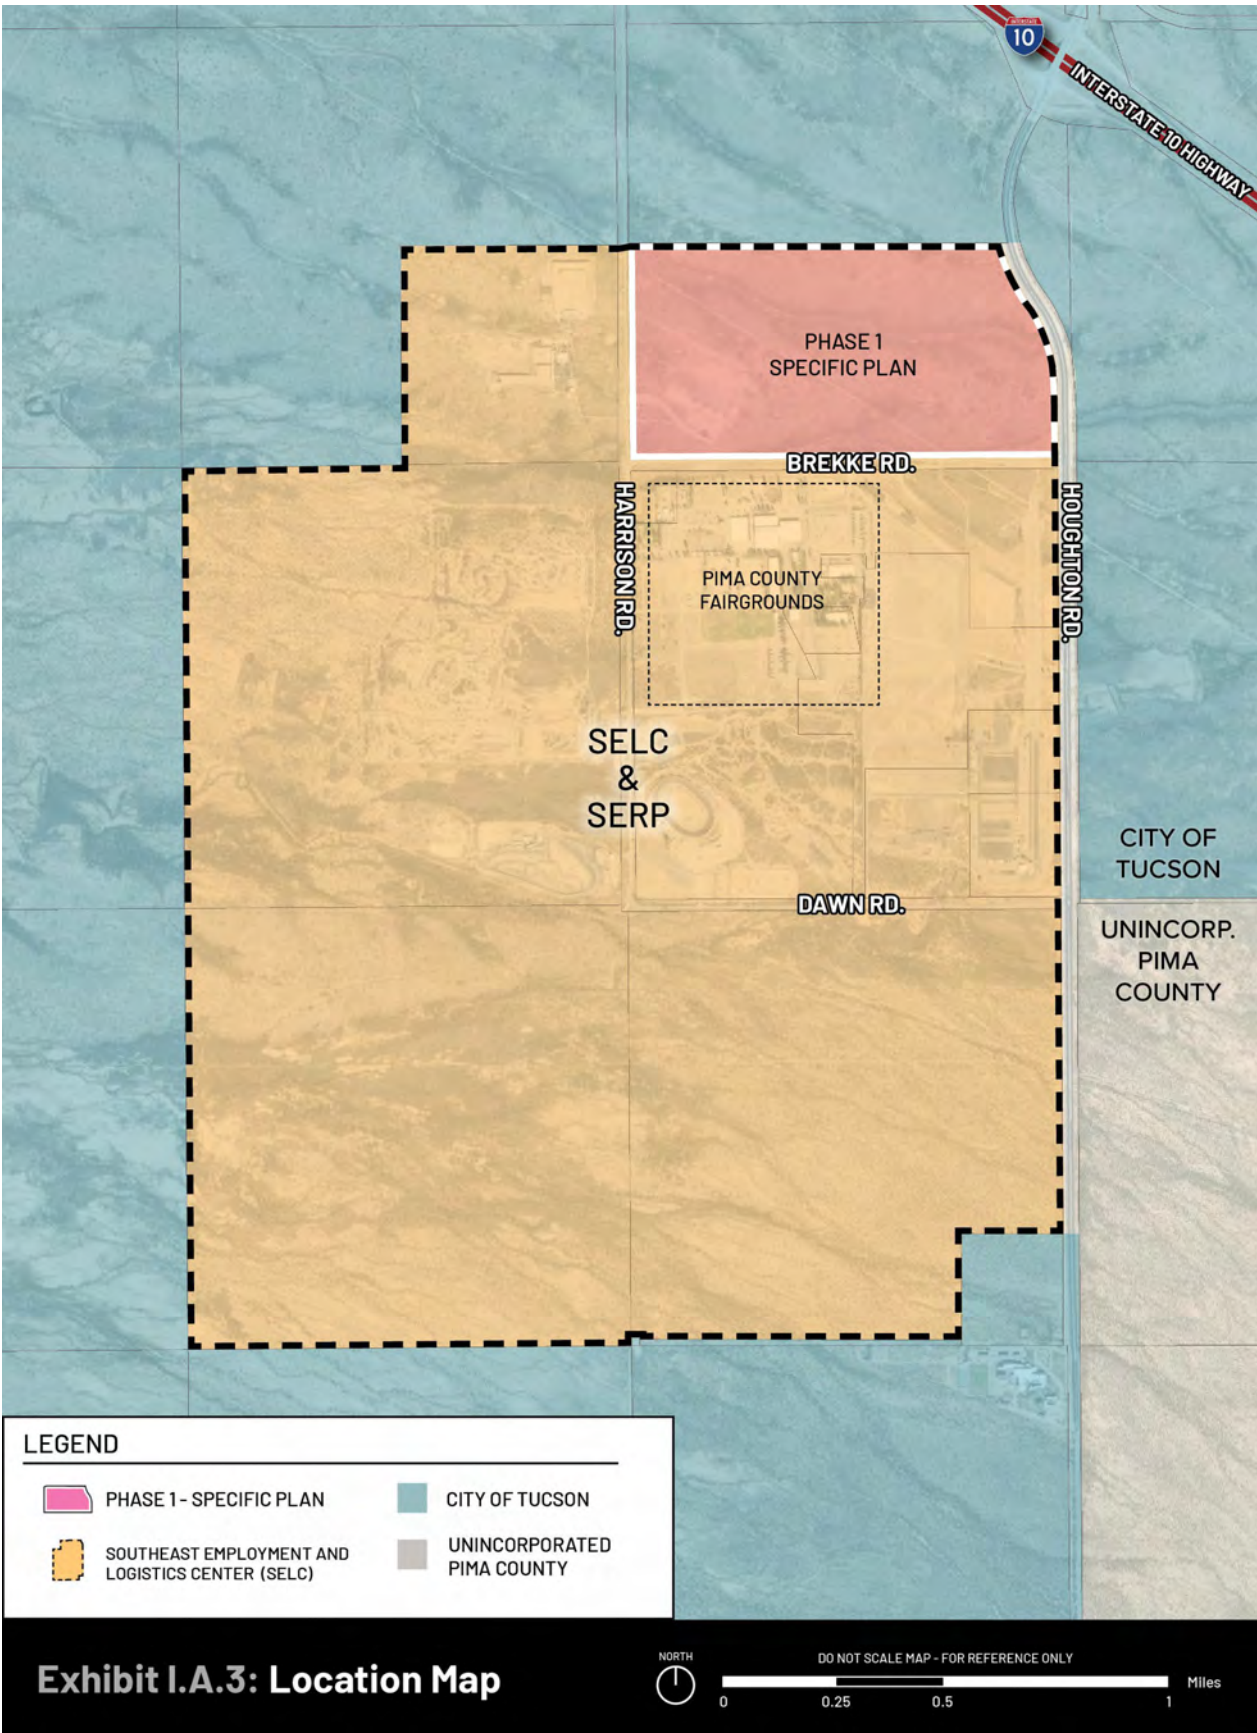 INTERSTATE
10
INTERSTATE 10 HIGHWAY
PHASE 1
SPECIFIC PLAN
BREKKE RD.
HARRISON RD.
HOUGHTON RD.
PIMA COUNTY
FAIRGROUNDS
SELC
&
SERP
CITY OF
TUCSON
DAWN RD.
UNINCORP.
PIMA
COUNTY
LEGEND
PHASE 1 - SPECIFIC PLAN
CITY OF TUCSON
SOUTHEAST EMPLOYMENT AND
LOGISTICS CENTER (SELC)
UNINCORPORATED
PIMA COUNTY
Exhibit I.A.3: Location Map
NORTH
DO NOT SCALE MAP - FOR REFERENCE ONLY
Miles
0 0.25 0.5 1